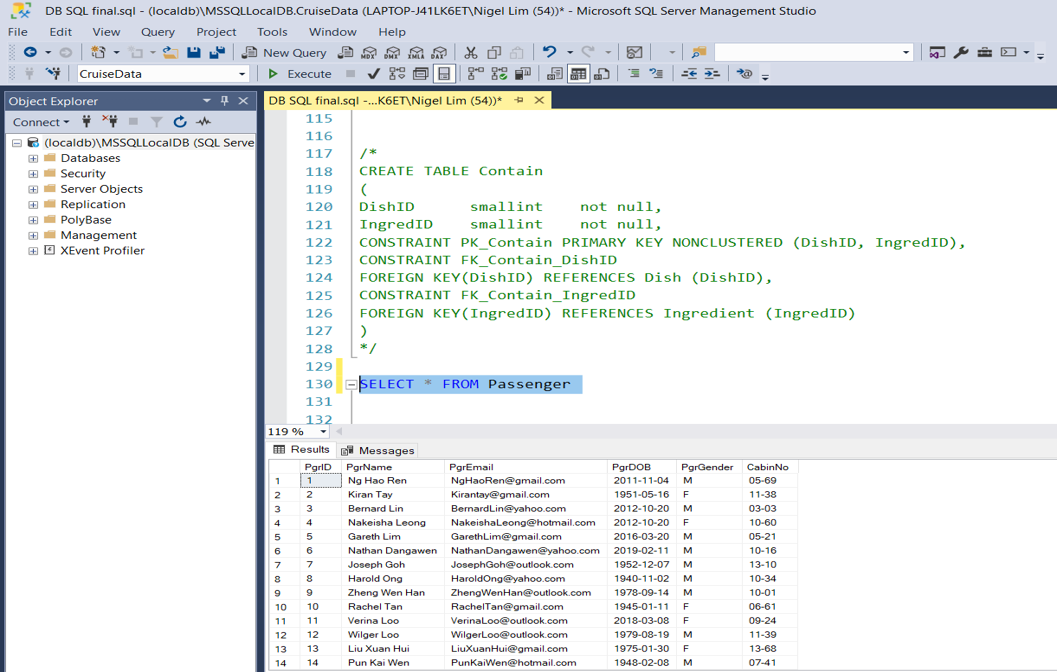 DB SQL final.sql - (localdb)\MSSQLLocalDB.CruiseData (LAPTOP-J41LK6ET\Nigel Lim (54))* - Microsoft SQL Server Management Studio
File Edit View Query Project Tools Window Help
New Query MDX DMX XMLA DAX
CruiseData Execute
Object Explorer
DB SQL final.sql -...K6ET\Nigel Lim (54))*
Connect
(localdb)\MSSQLLocalDB (SQL Serve
Databases
Security
Server Objects
Replication
PolyBase
Management
XEvent Profiler
115
116
117 /*
118 CREATE TABLE Contain
119 (
120 DishID smallint not null,
121 IngredID smallint not null,
122 CONSTRAINT PK_Contain PRIMARY KEY NONCLUSTERED (DishID, IngredID),
123 CONSTRAINT FK_Contain_DishID
124 FOREIGN KEY(DishID) REFERENCES Dish (DishID),
125 CONSTRAINT FK_Contain_IngredID
126 FOREIGN KEY(IngredID) REFERENCES Ingredient (IngredID)
127 )
128 */
129
130 SELECT * FROM Passenger
131
132
119 %
Results Messages
PgrID PgrName PgrEmail PgrDOB PgrGender CabinNo
1 1 Ng Hao Ren NgHaoRen@gmail.com 2011-11-04 M 05-69
2 2 Kiran Tay Kirantay@gmail.com 1951-05-16 F 11-38
3 3 Bernard Lin BernardLin@yahoo.com 2012-10-20 M 03-03
4 4 Nakeisha Leong NakeishaLeong@hotmail.com 2012-10-20 F 10-60
5 5 Gareth Lim GarethLim@gmail.com 2016-03-20 M 05-21
6 6 Nathan Dangawen NathanDangawen@yahoo.com 2019-02-11 M 10-16
7 7 Joseph Goh JosephGoh@outlook.com 1952-12-07 M 13-10
8 8 Harold Ong HaroldOng@yahoo.com 1940-11-02 M 10-34
9 9 Zheng Wen Han ZhengWenHan@outlook.com 1978-09-14 M 10-01
10 10 Rachel Tan RachelTan@gmail.com 1945-01-11 F 06-61
11 11 Verina Loo VerinaLoo@outlook.com 2018-03-08 F 09-24
12 12 Wilger Loo WilgerLoo@outlook.com 1979-08-19 M 11-39
13 13 Liu Xuan Hui LiuXuanHui@gmail.com 1975-01-30 F 13-68
14 14 Pun Kai Wen PunKaiWen@hotmail.com 1948-02-08 M 07-41